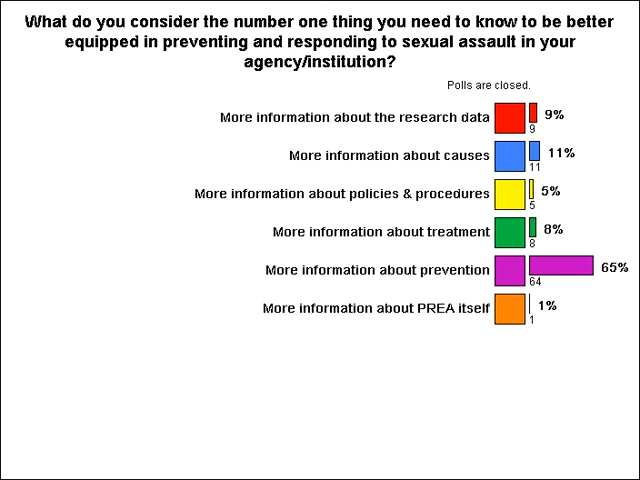 What do you consider the number one thing you need to know to be better
equipped in preventing and responding to sexual assault in your
agency/institution?
Polls are closed.
More information about the research data 9%
9
More information about causes 11%
11
More information about policies & procedures 5%
5
More information about treatment 8%
8
More information about prevention 65%
64
More information about PREA itself 1%
1